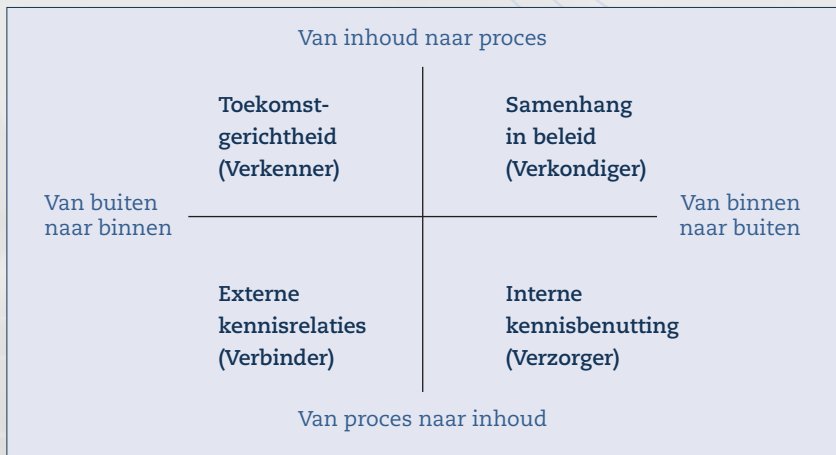 Van inhoud naar proces
Toekomst-
gerichtheid
(Verkenner)
Samenhang
in beleid
(Verkondiger)
Van buiten
naar binnen
Van binnen
naar buiten
Externe
kennisrelaties
(Verbinder)
Interne
kennisbenutting
(Verzorger)
Van proces naar inhoud